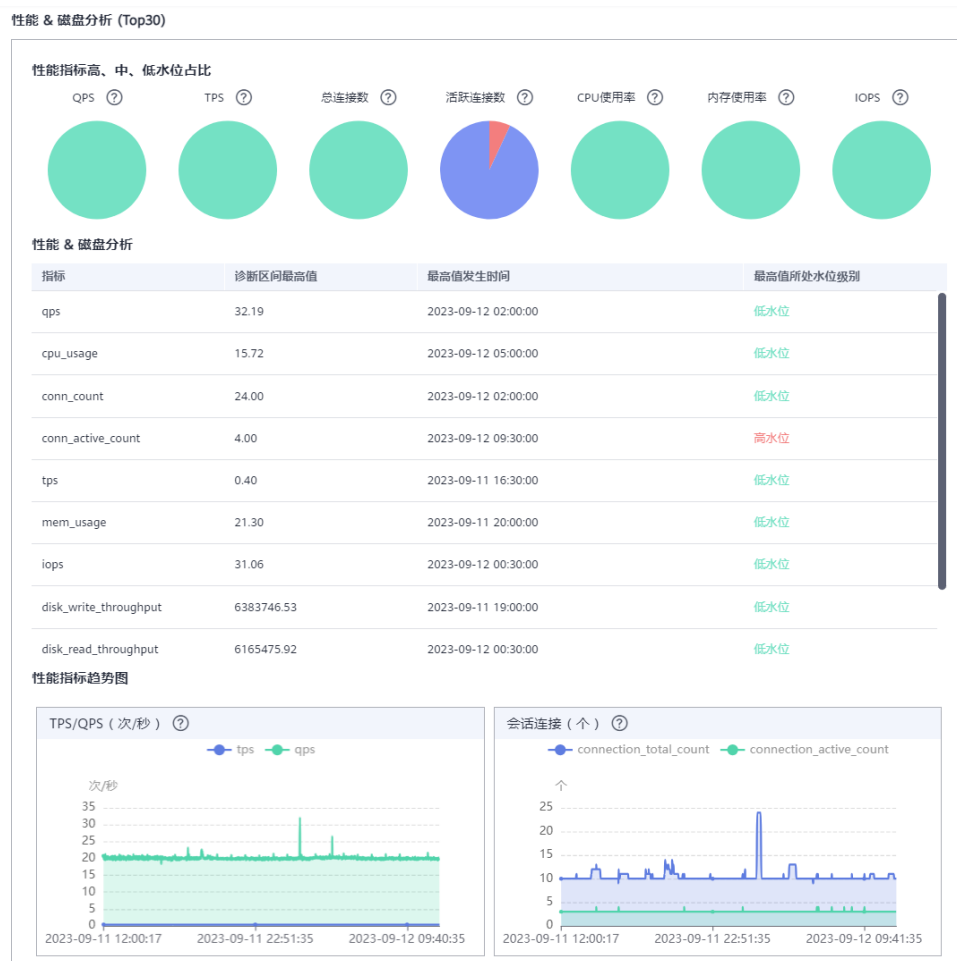 性能 & 磁盘分析 (Top30)
性能指标高、中、低水位占比
QPS ? TPS ? 总连接数 ? 活跃连接数 ? CPU使用率 ? 内存使用率 ? IOPS ?
性能 & 磁盘分析
指标 诊断区间最高值 最高值发生时间 最高值所处水位级别
qps 32.19 2023-09-12 02:00:00 低水位
cpu_usage 15.72 2023-09-12 05:00:00 低水位
conn_count 24.00 2023-09-12 02:00:00 低水位
conn_active_count 4.00 2023-09-12 09:30:00 高水位
tps 0.40 2023-09-11 16:30:00 低水位
mem_usage 21.30 2023-09-11 20:00:00 低水位
iops 31.06 2023-09-12 00:30:00 低水位
disk_write_throughput 6383746.53 2023-09-11 19:00:00 低水位
disk_read_throughput 6165475.92 2023-09-12 00:30:00 低水位
性能指标趋势图
TPS/QPS（次/秒） ?
tps qps
次/秒
35
30
25
20
15
10
5
0
2023-09-11 12:00:17 2023-09-11 22:51:35 2023-09-12 09:40:35
会话连接（个） ?
connection_total_count connection_active_count
个
25
20
15
10
5
0
2023-09-11 12:00:17 2023-09-11 22:51:35 2023-09-12 09:41:35